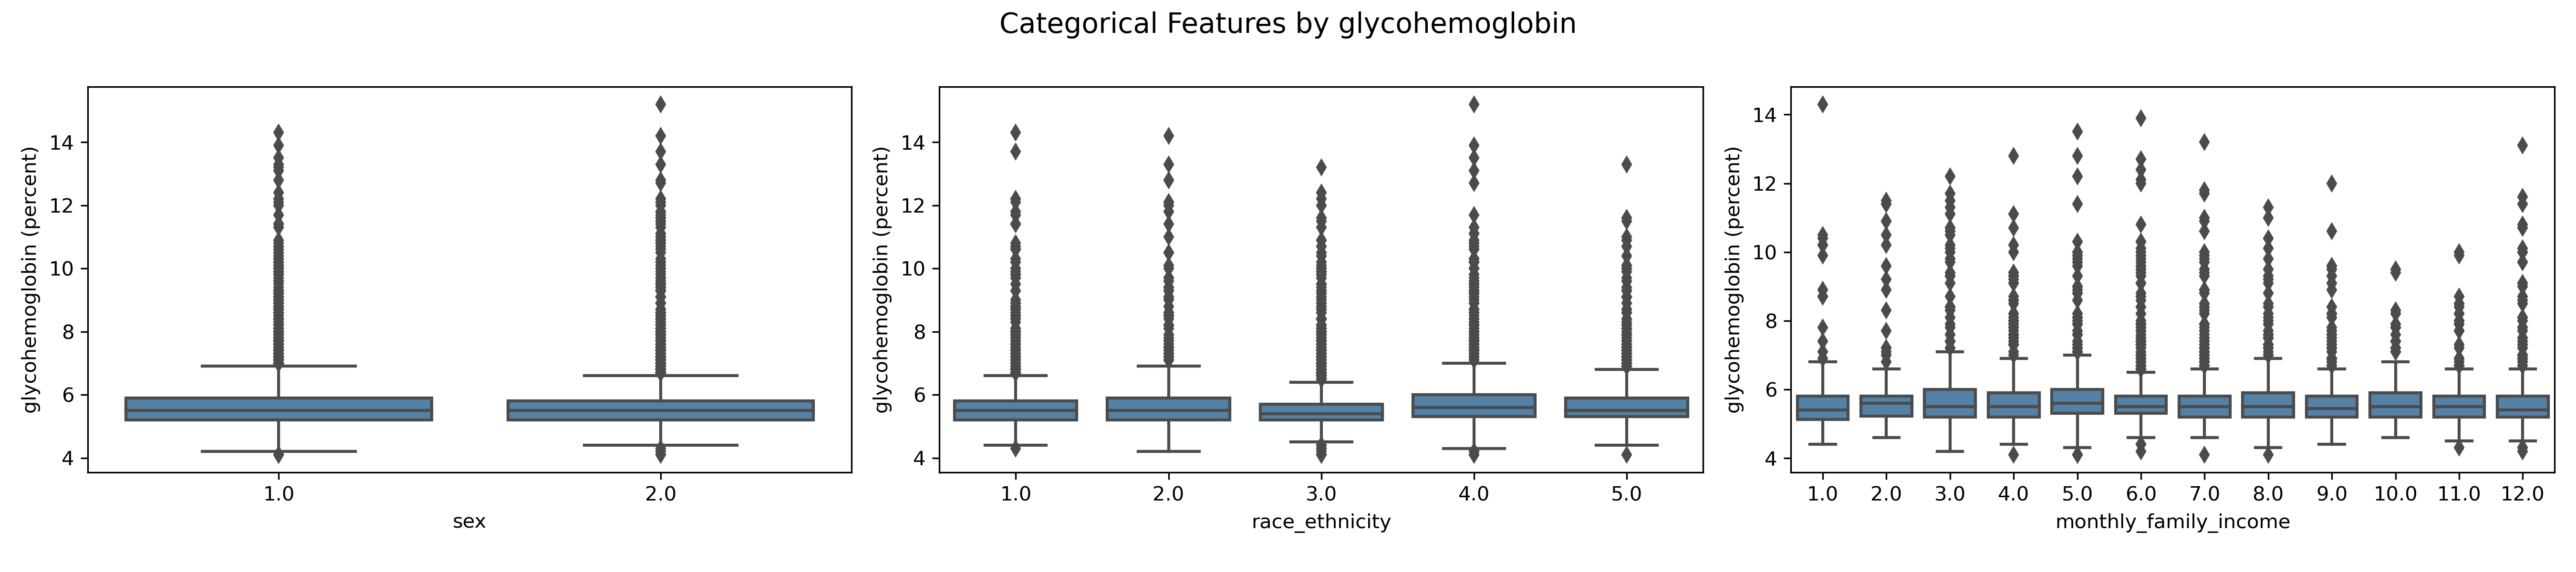 Categorical Features by glycohemoglobin
glycohemoglobin (percent)
14
12
10
8
6
4
1.0 2.0
sex
glycohemoglobin (percent)
14
12
10
8
6
4
1.0 2.0 3.0 4.0 5.0
race_ethnicity
glycohemoglobin (percent)
14
12
10
8
6
4
1.0 2.0 3.0 4.0 5.0 6.0 7.0 8.0 9.0 10.0 11.0 12.0
monthly_family_income